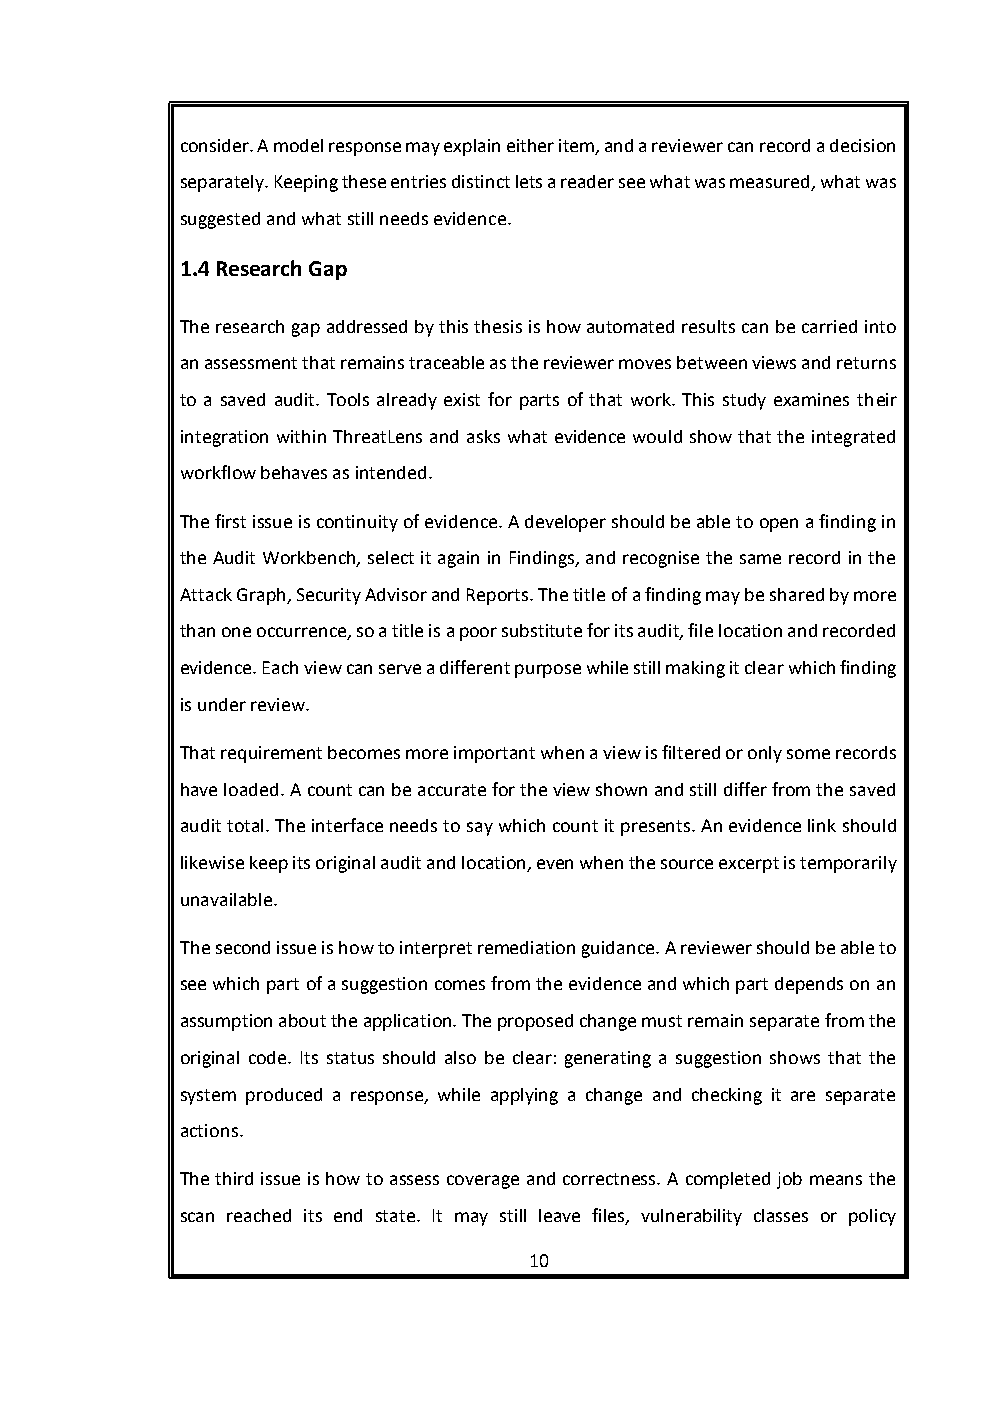 consider. A model response may explain either item, and a reviewer can record a decision
separately. Keeping these entries distinct lets a reader see what was measured, what was
suggested and what still needs evidence.
1.4 Research Gap
The research gap addressed by this thesis is how automated results can be carried into
an assessment that remains traceable as the reviewer moves between views and returns
to a saved audit. Tools already exist for parts of that work. This study examines their
integration within ThreatLens and asks what evidence would show that the integrated
workflow behaves as intended.
The first issue is continuity of evidence. A developer should be able to open a finding in
the Audit Workbench, select it again in Findings, and recognise the same record in the
Attack Graph, Security Advisor and Reports. The title of a finding may be shared by more
than one occurrence, so a title is a poor substitute for its audit, file location and recorded
evidence. Each view can serve a different purpose while still making it clear which finding
is under review.
That requirement becomes more important when a view is filtered or only some records
have loaded. A count can be accurate for the view shown and still differ from the saved
audit total. The interface needs to say which count it presents. An evidence link should
likewise keep its original audit and location, even when the source excerpt is temporarily
unavailable.
The second issue is how to interpret remediation guidance. A reviewer should be able to
see which part of a suggestion comes from the evidence and which part depends on an
assumption about the application. The proposed change must remain separate from the
original code. Its status should also be clear: generating a suggestion shows that the
system produced a response, while applying a change and checking it are separate
actions.
The third issue is how to assess coverage and correctness. A completed job means the
scan reached its end state. It may still leave files, vulnerability classes or policy
10